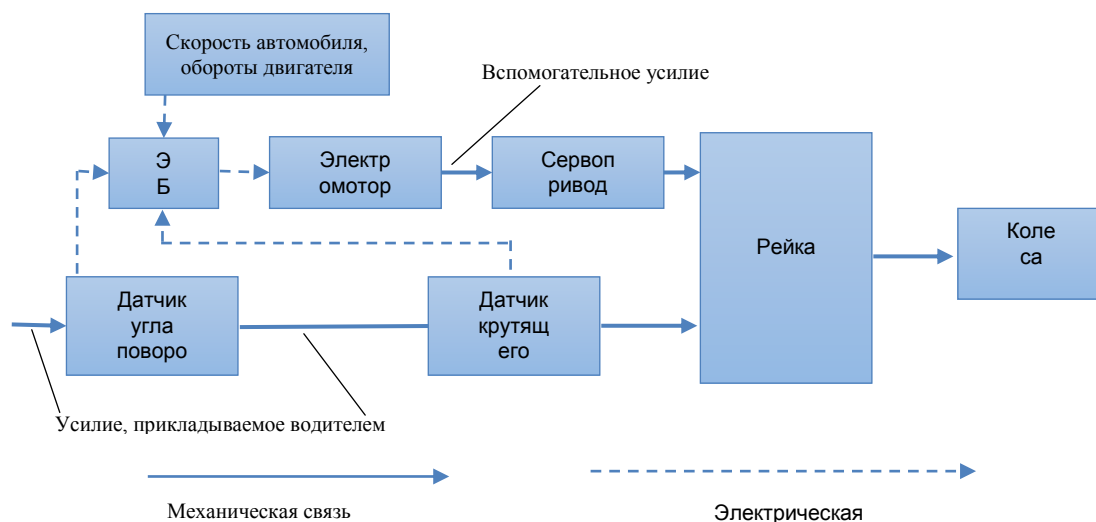 Скорость автомобиля,
обороты двигателя
Вспомогательное усилие
Э
Б
Электр
омотор
Сервоп
ривод
Рейка
Коле
са
Датчик
угла
поворо
Датчик
крутящ
его
Усилие, прикладываемое водителем
Механическая связь
Электрическая